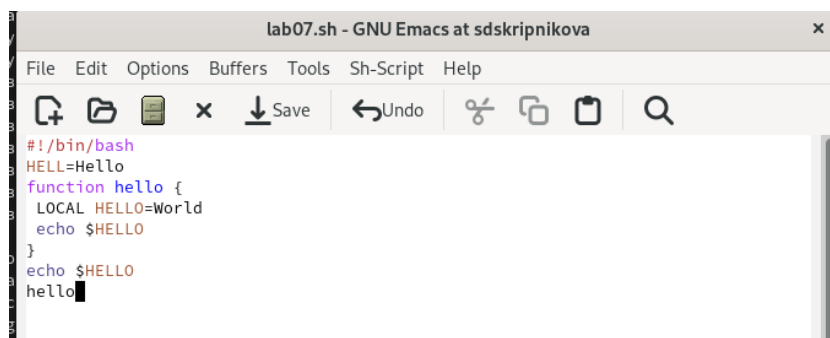 lab07.sh - GNU Emacs at sdskripnikova
File Edit Options Buffers Tools Sh-Script Help
Save Undo
#!/bin/bash
HELL=Hello
function hello {
LOCAL HELLO=World
echo $HELLO
}
echo $HELLO
hello